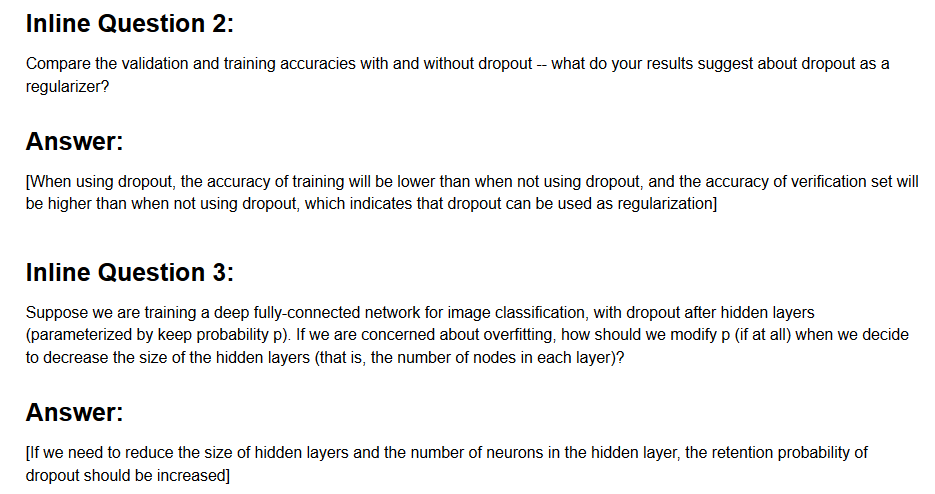 Inline Question 2:
Compare the validation and training accuracies with and without dropout -- what do your results suggest about dropout as a
regularizer?
Answer:
[When using dropout, the accuracy of training will be lower than when not using dropout, and the accuracy of verification set will
be higher than when not using dropout, which indicates that dropout can be used as regularization]
Inline Question 3:
Suppose we are training a deep fully-connected network for image classification, with dropout after hidden layers
(parameterized by keep probability p). If we are concerned about overfitting, how should we modify p (if at all) when we decide
to decrease the size of the hidden layers (that is, the number of nodes in each layer)?
Answer:
[If we need to reduce the size of hidden layers and the number of neurons in the hidden layer, the retention probability of
dropout should be increased]